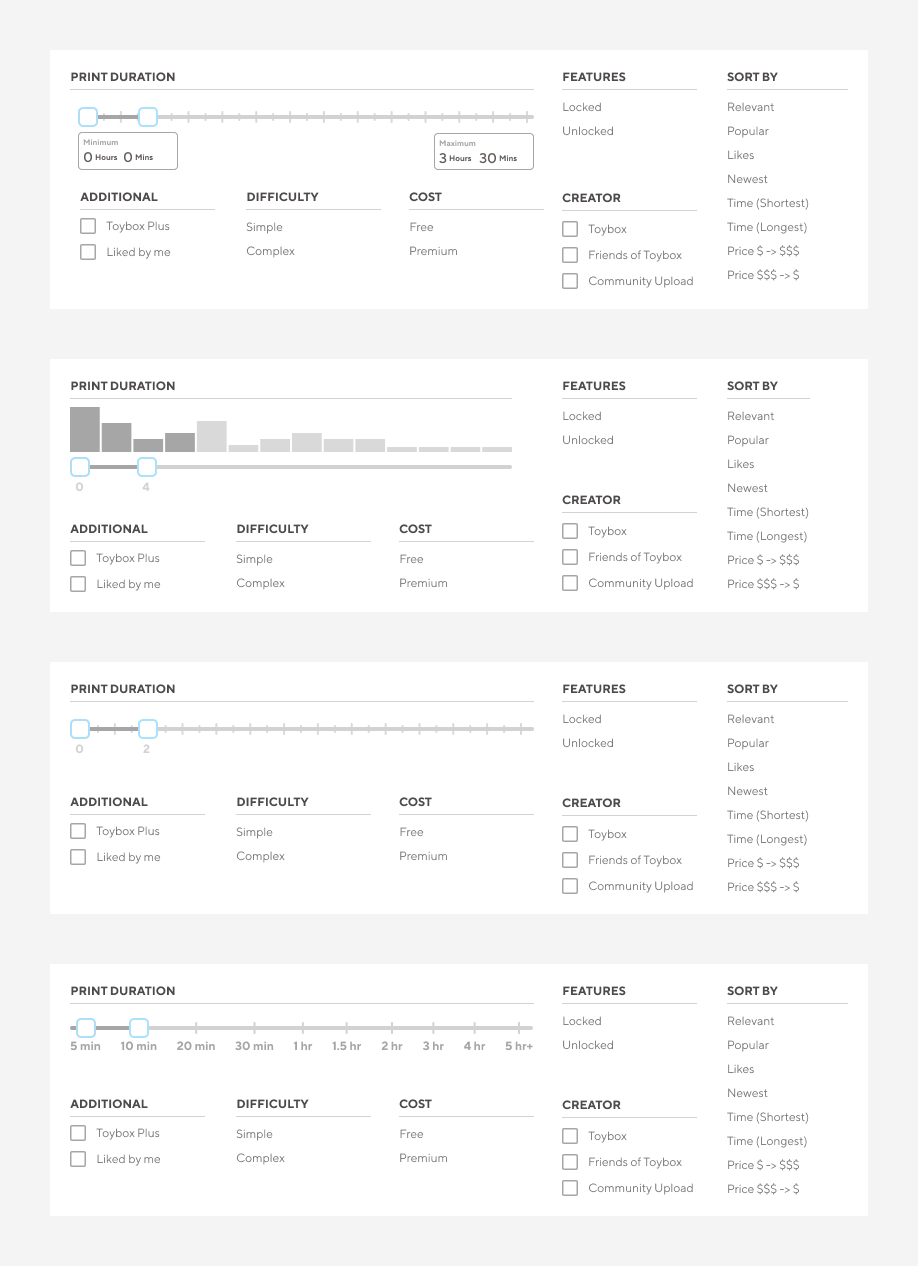 PRINT DURATION
Minimum
0 Hours 0 Mins
Maximum
3 Hours 30 Mins
ADDITIONAL
Toybox Plus
Liked by me
DIFFICULTY
Simple
Complex
COST
Free
Premium
FEATURES
Locked
Unlocked
CREATOR
Toybox
Friends of Toybox
Community Upload
SORT BY
Relevant
Popular
Likes
Newest
Time (Shortest)
Time (Longest)
Price $ -> $$$
Price $$$ -> $
PRINT DURATION
0 4
ADDITIONAL
Toybox Plus
Liked by me
DIFFICULTY
Simple
Complex
COST
Free
Premium
FEATURES
Locked
Unlocked
CREATOR
Toybox
Friends of Toybox
Community Upload
SORT BY
Relevant
Popular
Likes
Newest
Time (Shortest)
Time (Longest)
Price $ -> $$$
Price $$$ -> $
PRINT DURATION
0 2
ADDITIONAL
Toybox Plus
Liked by me
DIFFICULTY
Simple
Complex
COST
Free
Premium
FEATURES
Locked
Unlocked
CREATOR
Toybox
Friends of Toybox
Community Upload
SORT BY
Relevant
Popular
Likes
Newest
Time (Shortest)
Time (Longest)
Price $ -> $$$
Price $$$ -> $
PRINT DURATION
5 min 10 min 20 min 30 min 1 hr 1.5 hr 2 hr 3 hr 4 hr 5 hr+
ADDITIONAL
Toybox Plus
Liked by me
DIFFICULTY
Simple
Complex
COST
Free
Premium
FEATURES
Locked
Unlocked
CREATOR
Toybox
Friends of Toybox
Community Upload
SORT BY
Relevant
Popular
Likes
Newest
Time (Shortest)
Time (Longest)
Price $ -> $$$
Price $$$ -> $